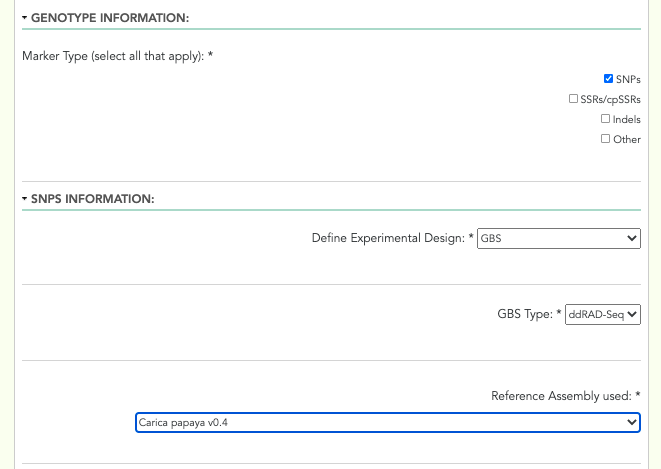 GENOTYPE INFORMATION:
Marker Type (select all that apply): *
SNPs
SSRs/cpSSRs
Indels
Other
SNPS INFORMATION:
Define Experimental Design: * GBS
GBS Type: * ddRAD-Seq
Reference Assembly used: *
Carica papaya v0.4